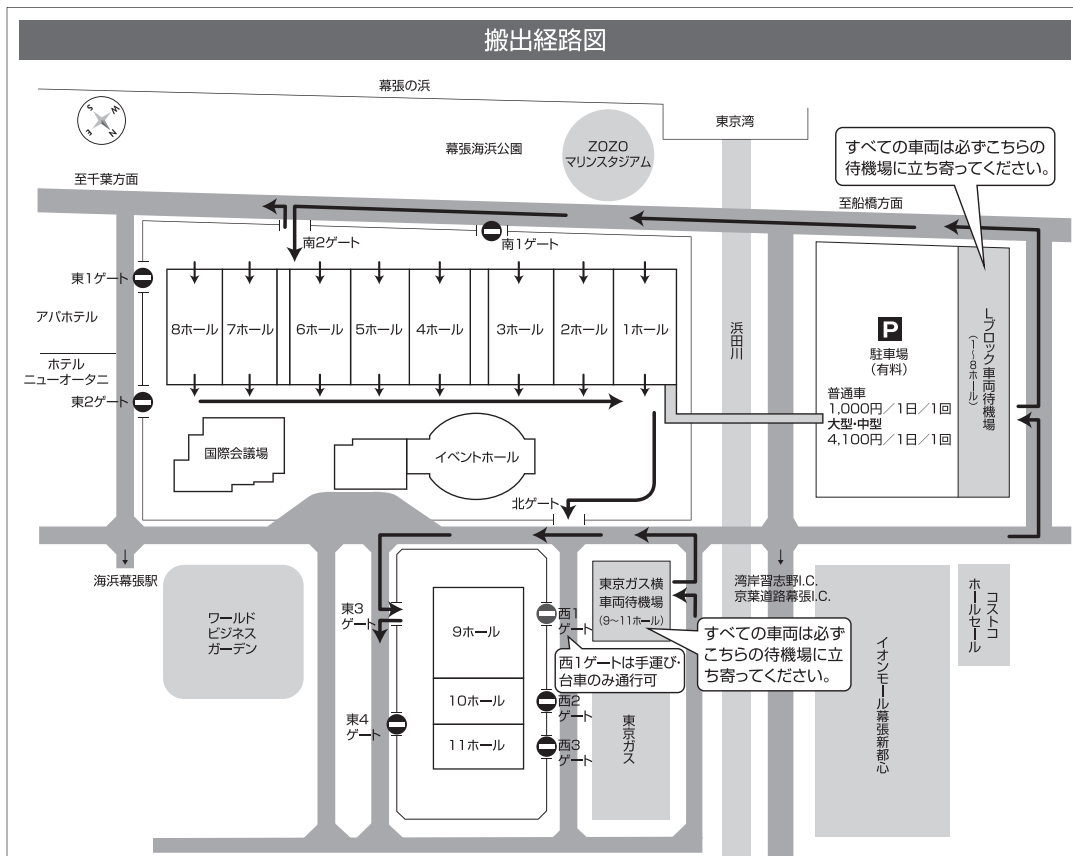 搬出経路図
幕張の浜
S
W
E
N
東京湾
幕張海浜公園
ZOZO
マリンスタジアム
すべての車両は必ずこちらの
待機場に立ち寄ってください。
至千葉方面
至船橋方面
南2ゲート
南1ゲート
東1ゲート
アパホテル
ホテル
ニューオータニ
東2ゲート
8ホール
7ホール
6ホール
5ホール
4ホール
3ホール
2ホール
1ホール
浜田川
P
駐車場
(有料)
普通車
1,000円/1日/1回
大型・中型
4,100円/1日/1回
Lブロック車両待機場
(1~8ホール)
国際会議場
イベントホール
北ゲート
海浜幕張駅
ワールド
ビジネス
ガーデン
東3
ゲート
東4
ゲート
9ホール
10ホール
11ホール
西1
ゲート
西1ゲートは手運び・
台車のみ通行可
西2
ゲート
西3
ゲート
東京ガス横
車両待機場
(9~11ホール)
すべての車両は必ず
こちらの待機場に立
ち寄ってください。
東京ガス
湾岸習志野I.C.
京葉道路幕張I.C.
イオンモール幕張新都心
コストコ
ホールセール